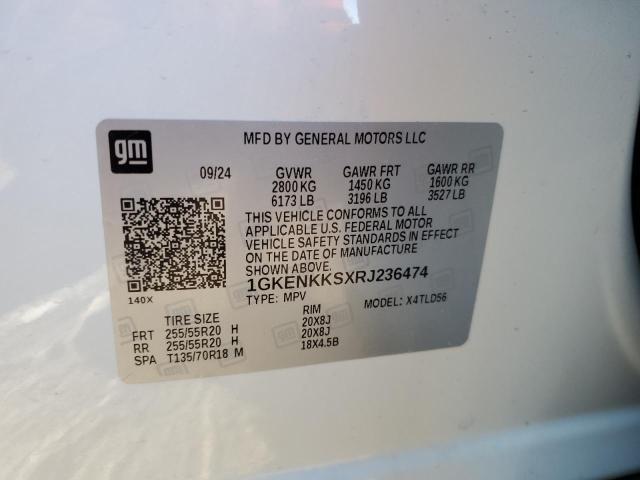 gm
MFD BY GENERAL MOTORS LLC
09/24 GVWR GAWR FRT GAWR RR
2800 KG 1450 KG 1600 KG
6173 LB 3196 LB 3527 LB
THIS VEHICLE CONFORMS TO ALL
APPLICABLE U.S. FEDERAL MOTOR
VEHICLE SAFETY STANDARDS IN EFFECT
ON THE DATE OF MANUFACTURE
SHOWN ABOVE.
1GKENKKSXRJ236474
140X TYPE: MPV MODEL: X4TLD56
TIRE SIZE RIM
FRT 255/55R20 H 20X8J
RR 255/55R20 H 20X8J
SPA T135/70R18 M 18X4.5B